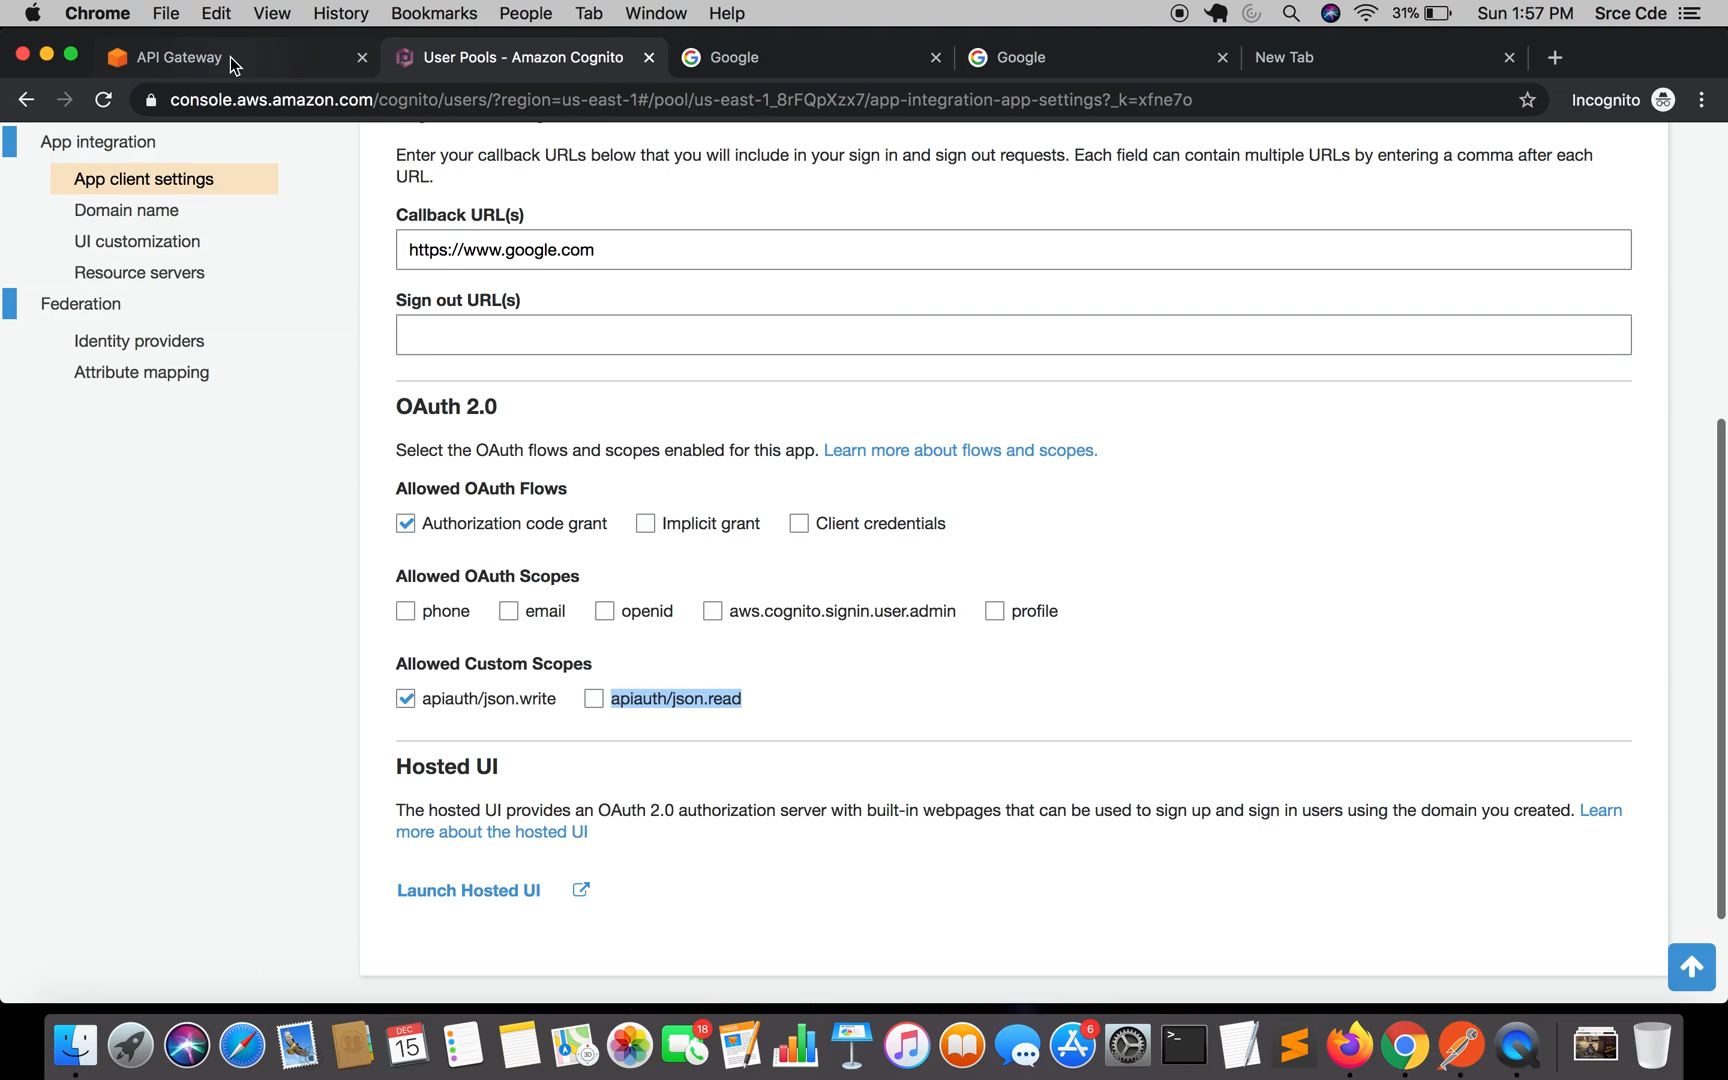 Chrome File Edit View History Bookmarks People Tab Window Help 31% Sun 1:57 PM Srce Cde
API Gateway User Pools - Amazon Cognito Google Google New Tab
console.aws.amazon.com/cognito/users/?region=us-east-1#/pool/us-east-1_8rFQpXzx7/app-integration-app-settings?_k=xfne7o Incognito
App integration
App client settings
Domain name
UI customization
Resource servers
Federation
Identity providers
Attribute mapping
Enter your callback URLs below that you will include in your sign in and sign out requests. Each field can contain multiple URLs by entering a comma after each
URL.
Callback URL(s)
https://www.google.com
Sign out URL(s)
OAuth 2.0
Select the OAuth flows and scopes enabled for this app. Learn more about flows and scopes.
Allowed OAuth Flows
Authorization code grant Implicit grant Client credentials
Allowed OAuth Scopes
phone email openid aws.cognito.signin.user.admin profile
Allowed Custom Scopes
apiauth/json.write apiauth/json.read
Hosted UI
The hosted UI provides an OAuth 2.0 authorization server with built-in webpages that can be used to sign up and sign in users using the domain you created. Learn
more about the hosted UI
Launch Hosted UI
DEC
15
18
6